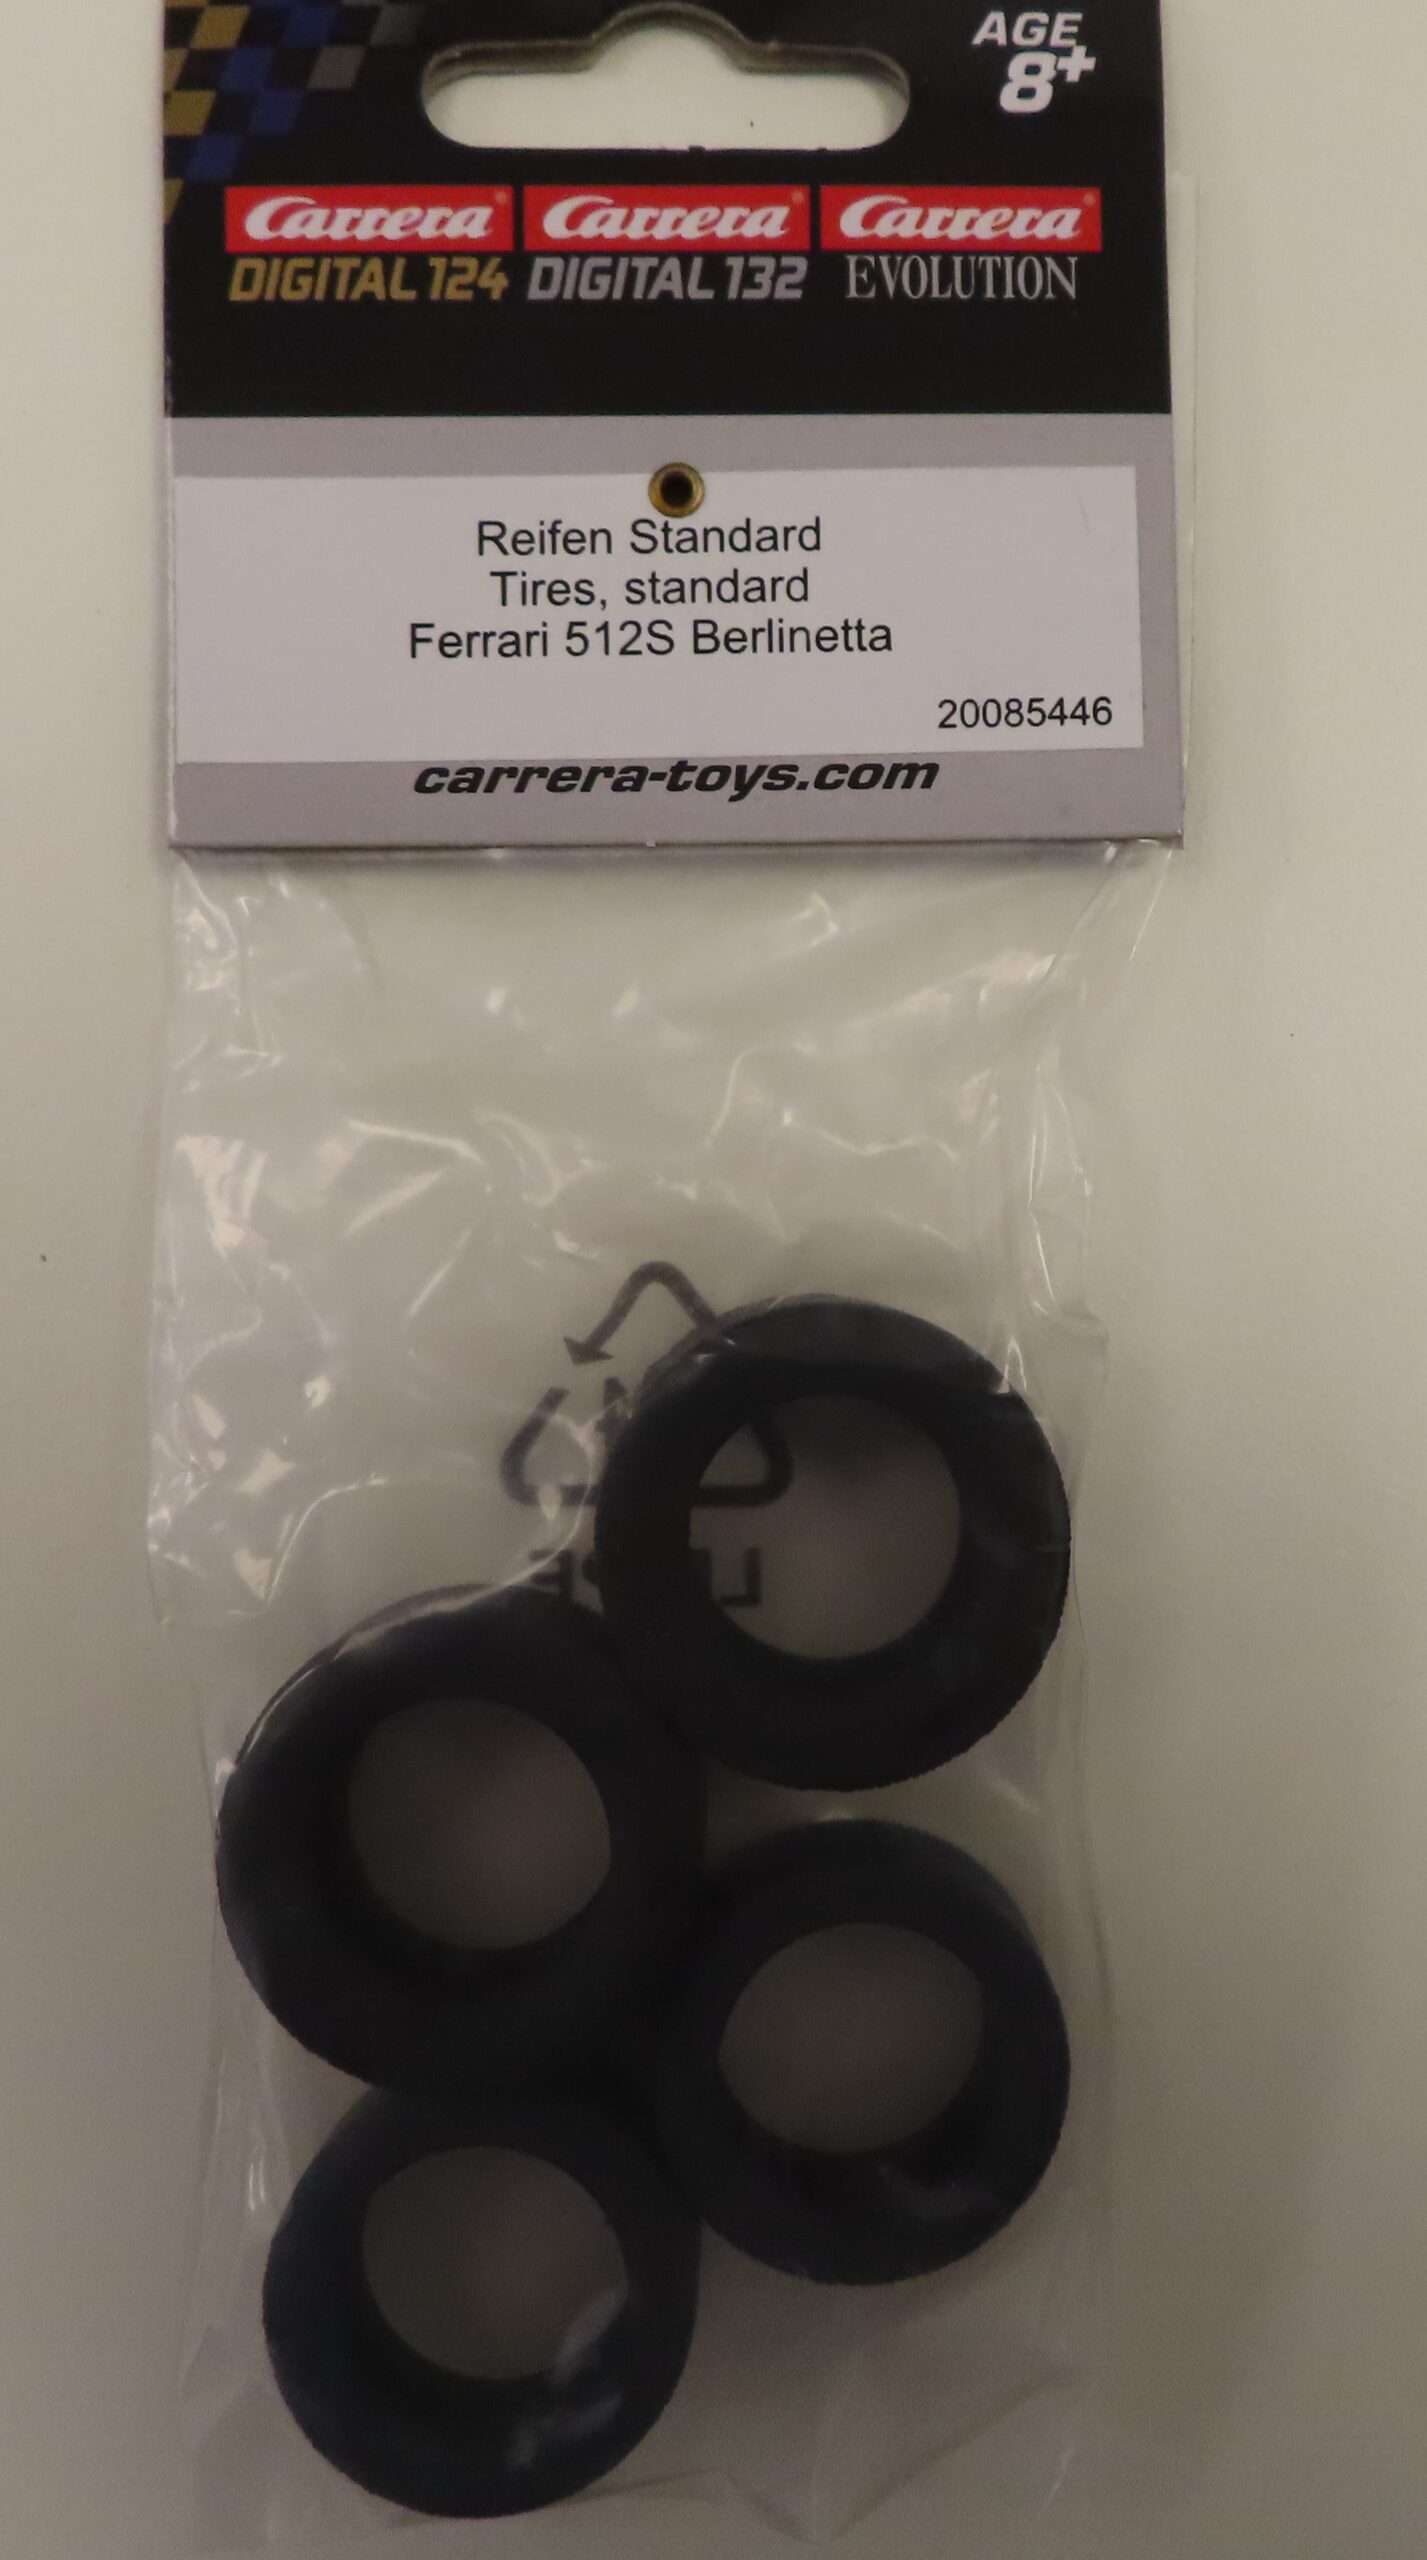 AGE
8+
Carrera Carrera Carrera
DIGITAL 124 DIGITAL 132 EVOLUTION
Reifen Standard
Tires, standard
Ferrari 512S Berlinetta
20085446
carrera-toys.com